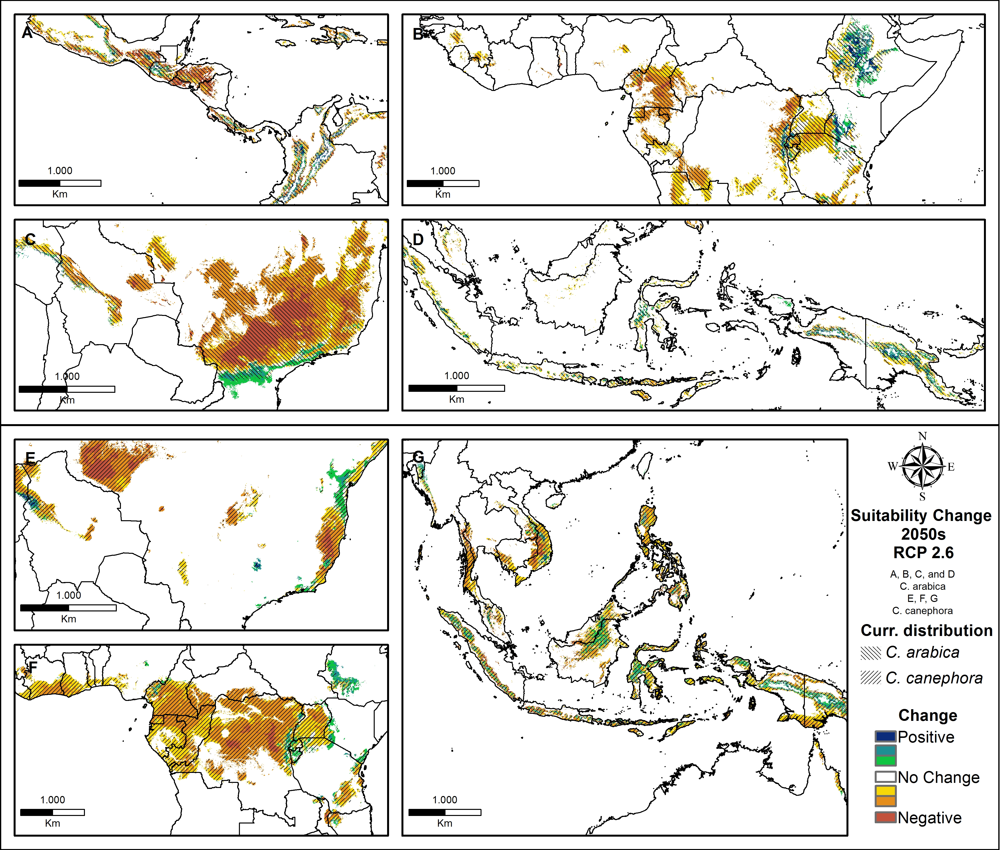 A
1.000
Km
B
1.000
Km
C
1.000
Km
D
1.000
Km
E
1.000
Km
F
1.000
Km
G
1.000
Km
N
W
E
S
Suitability Change
2050s
RCP 2.6
A, B, C, and D
C. arabica
E, F, G
C. canephora
Curr. distribution
C. arabica
C. canephora
Change
Positive
No Change
Negative